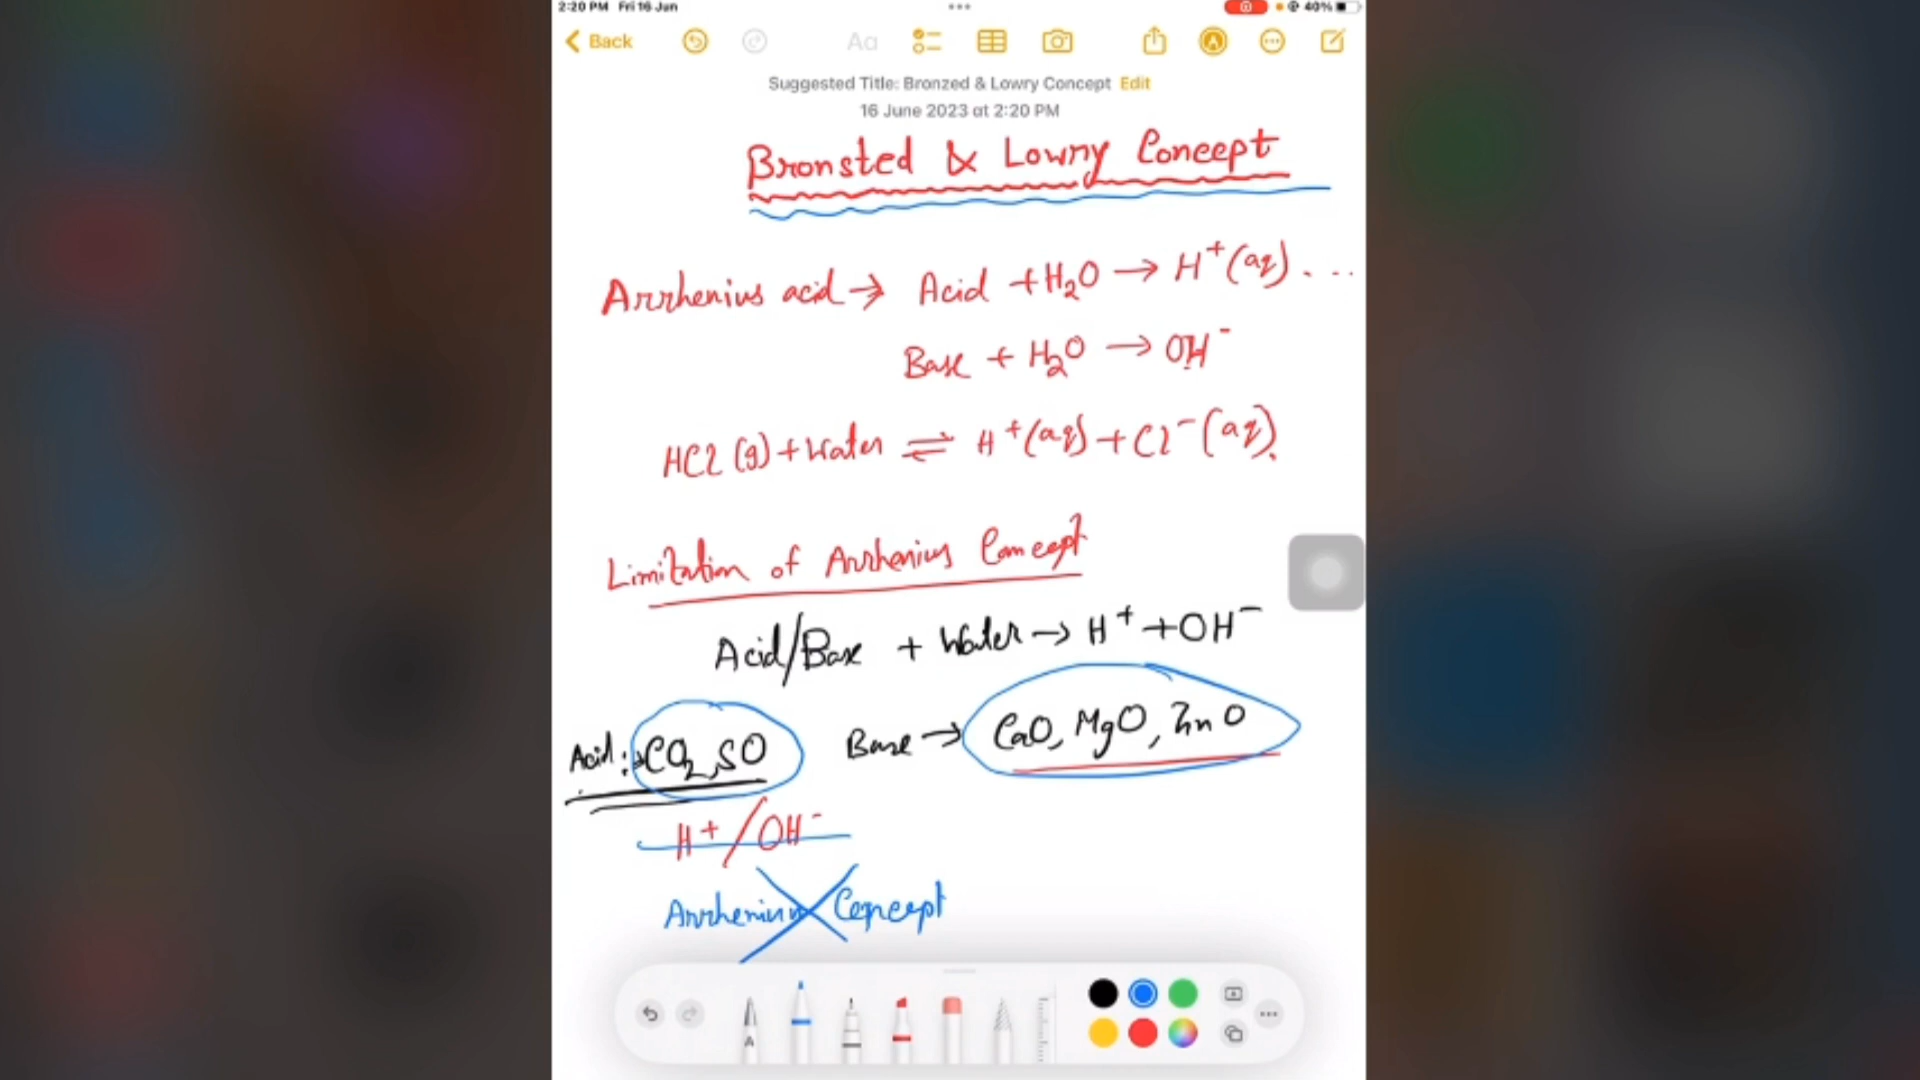 2:20 PM Fri 16 Jun
40%
Back
Aa
Suggested Title: Bronzed & Lowry Concept Edit
16 June 2023 at 2:20 PM
Bronsted & Lowry Concept
Arrhenius acid → Acid + H₂O → H⁺(aq) ....
Base + H₂O → OH⁻
HCl (g) + Water ⇌ H⁺(aq) + Cl⁻(aq).
Limitation of Arrhenius Concept
Acid/Base + Water → H⁺ + OH⁻
Acid :→ CO₂, SO Base → CaO, MgO, ZnO
H⁺/OH⁻
Arrhenius Concept
A